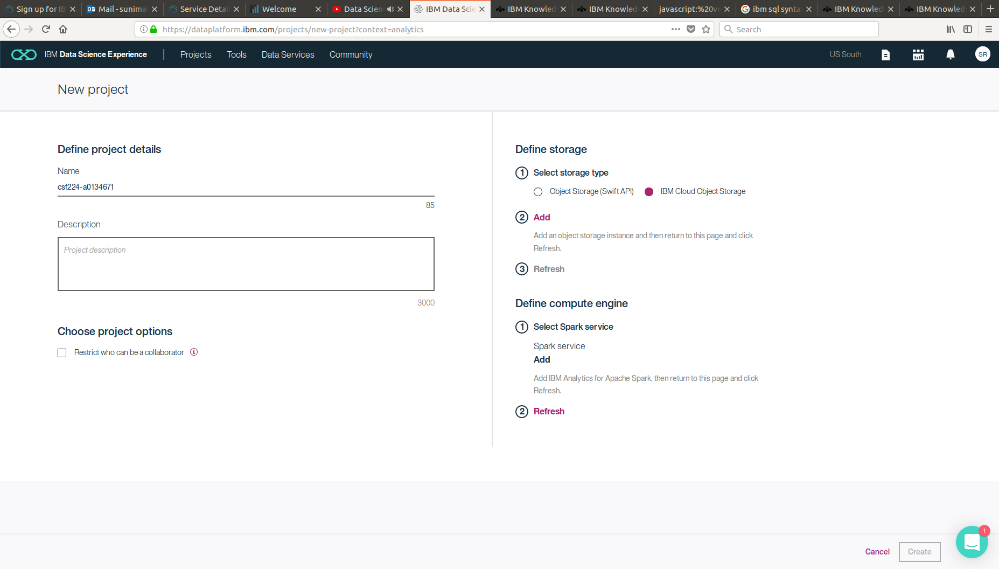 Sign up for IB
Mail - sunimal
Service Detail
Welcome
Data Scien
IBM Data Scie
IBM Knowled
IBM Knowled
javascript:%20vo
ibm sql synta
IBM Knowled
IBM Knowled
https://dataplatform.ibm.com/projects/new-project?context=analytics
Search
IBM Data Science Experience
Projects
Tools
Data Services
Community
US South
SR
New project
Define project details
Name
csf224-a0134671
85
Description
Project description
3000
Choose project options
Restrict who can be a collaborator
Define storage
1 Select storage type
Object Storage (Swift API)
IBM Cloud Object Storage
2 Add
Add an object storage instance and then return to this page and click
Refresh.
3 Refresh
Define compute engine
1 Select Spark service
Spark service
Add
Add IBM Analytics for Apache Spark, then return to this page and click
Refresh.
2 Refresh
Cancel
Create
1